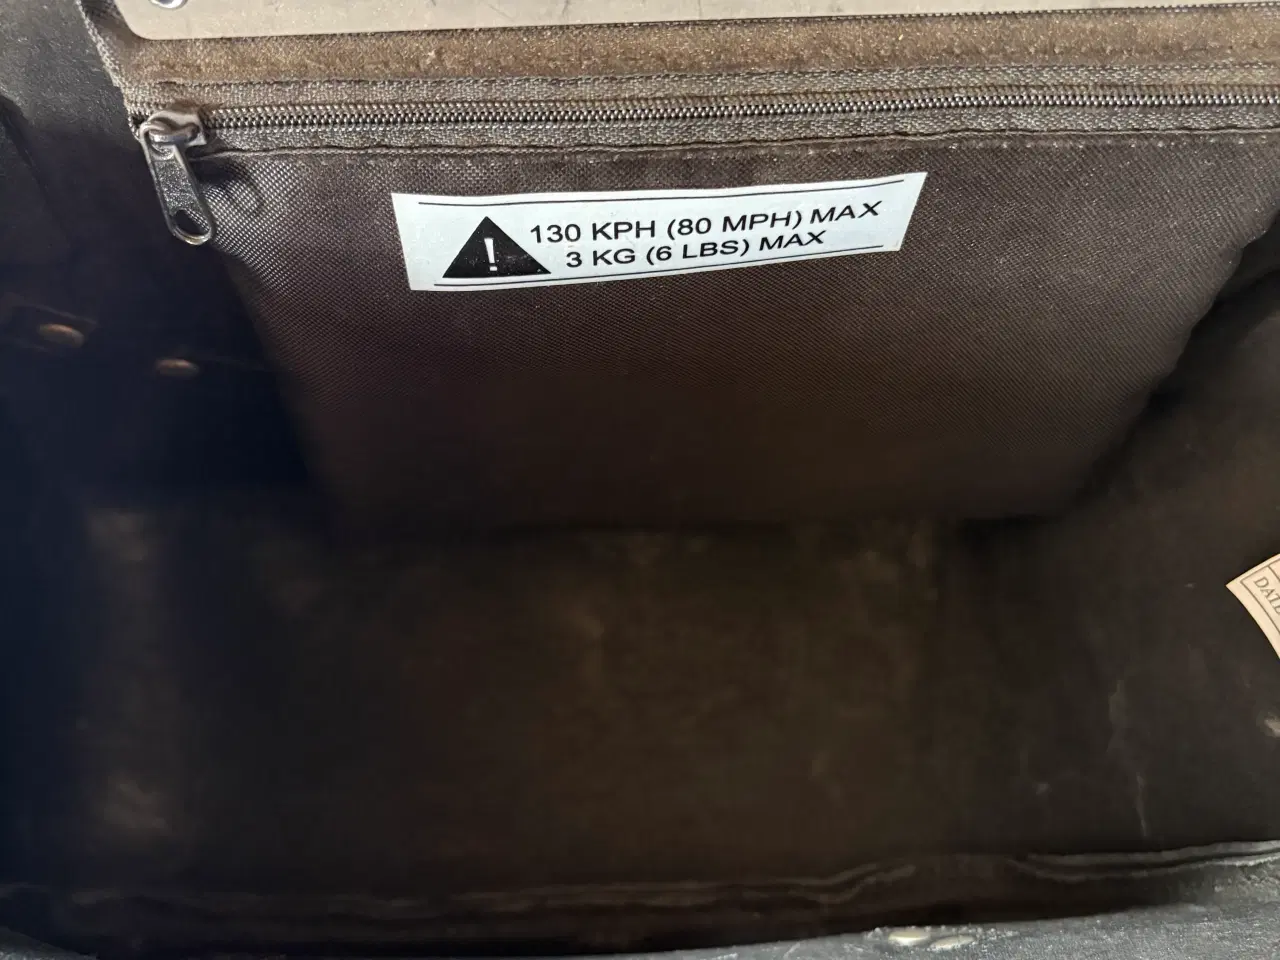 ! 130 KPH (80 MPH) MAX
3 KG (6 LBS) MAX